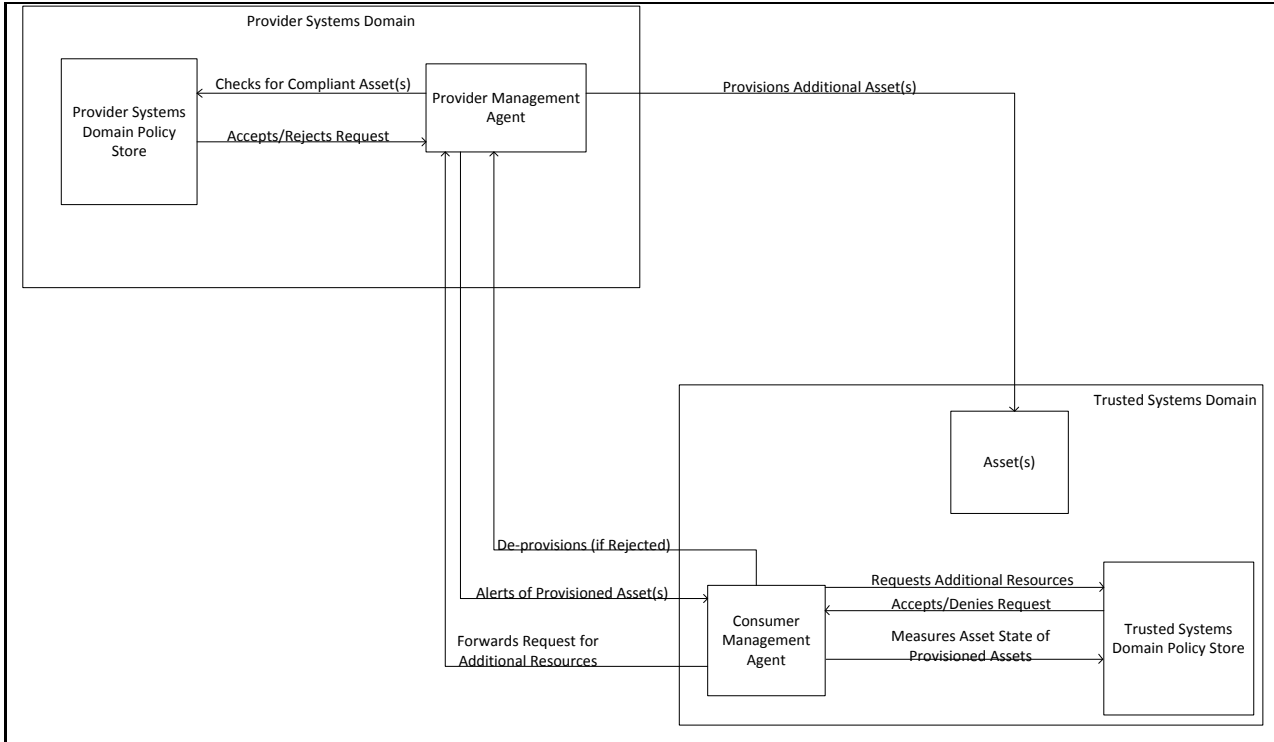 Provider Systems Domain
Checks for Compliant Asset(s)
Provisions Additional Asset(s)
Provider Systems
Domain Policy
Store
Provider Management
Agent
Accepts/Rejects Request
Trusted Systems Domain
Asset(s)
De-provisions (if Rejected)
Requests Additional Resources
Alerts of Provisioned Asset(s)
Accepts/Denies Request
Consumer
Management
Agent
Forwards Request for
Additional Resources
Measures Asset State of
Provisioned Assets
Trusted Systems
Domain Policy Store